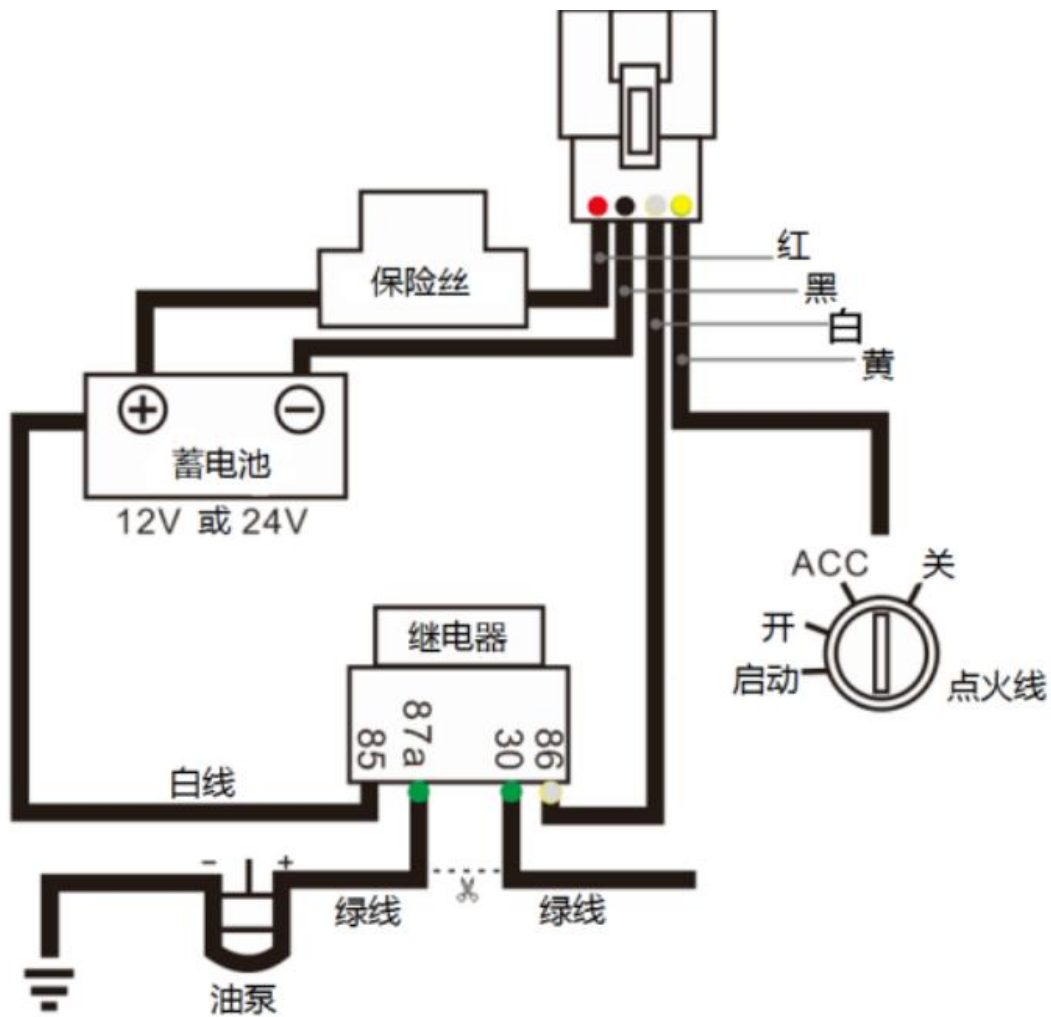 红
黑
白
黄
保险丝
+ −
蓄电池
12V 或 24V
ACC
关
开
启动
点火线
继电器
85
87a
30
86
白线
- +
绿线
绿线
油泵